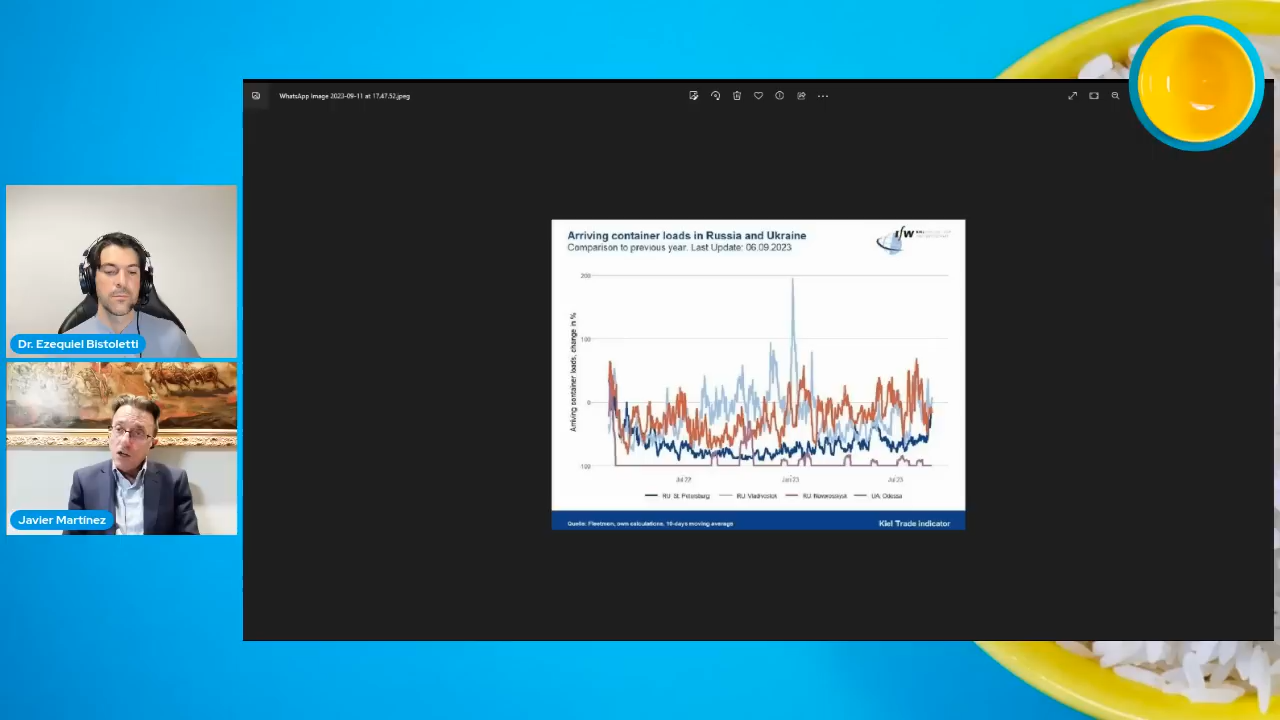 WhatsApp Image 2023-09-11 at 17.47.52.jpeg
Arriving container loads in Russia and Ukraine
Comparison to previous year. Last Update: 06.09.2023
IfW
200
100
0
100
Arriving container loads, change in %
Jul 22
Jan 23
Jul 23
RU St. Petersburg
RU Vladivostok
RU Novorossiysk
UA Odessa
Quelle: Fleetmon, own calculations, 10-days moving average
Kiel Trade Indicator
Dr. Ezequiel Bistoletti
Javier Martínez